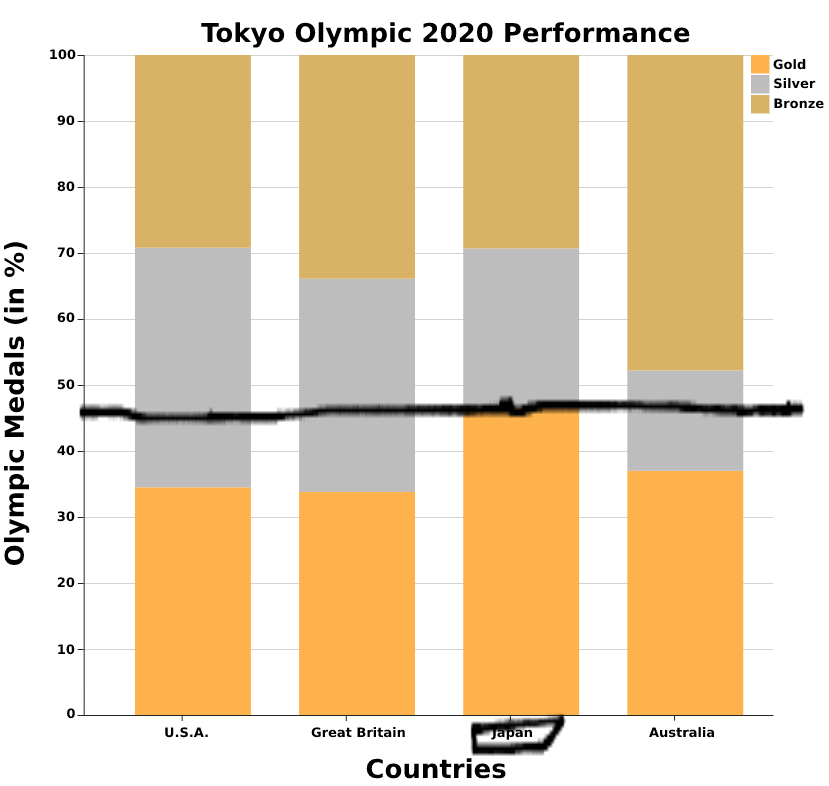 Tokyo Olympic 2020 Performance
Gold
Silver
Bronze
Olympic Medals (in %)
100
90
80
70
60
50
40
30
20
10
0
U.S.A. Great Britain Japan Australia
Countries